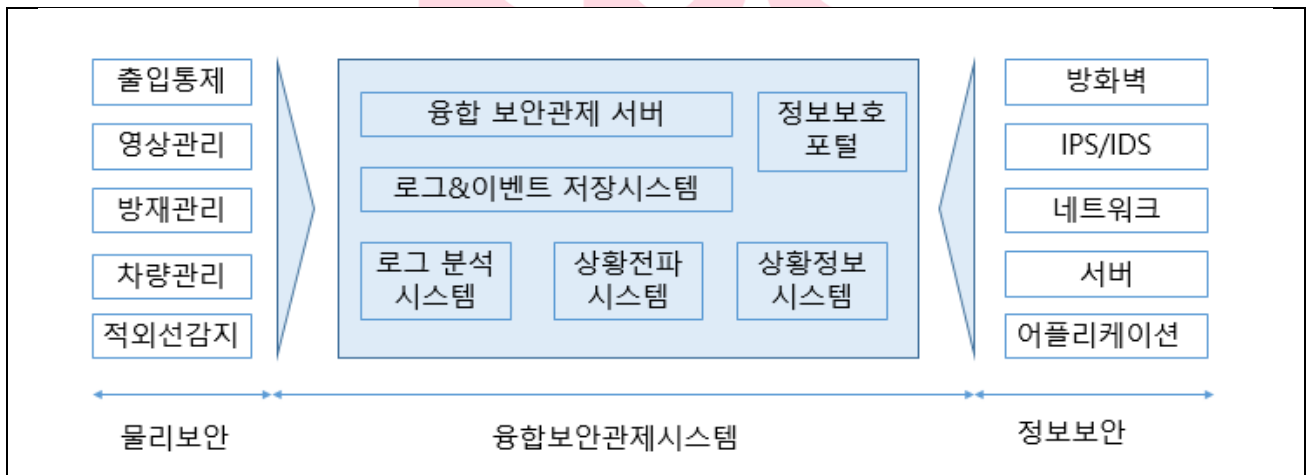 출입통제
영상관리
방재관리
차량관리
적외선감지
융합 보안관제 서버
정보보호
포털
로그&이벤트 저장시스템
로그 분석
시스템
상황전파
시스템
상황정보
시스템
방화벽
IPS/IDS
네트워크
서버
어플리케이션
물리보안
융합보안관제시스템
정보보안